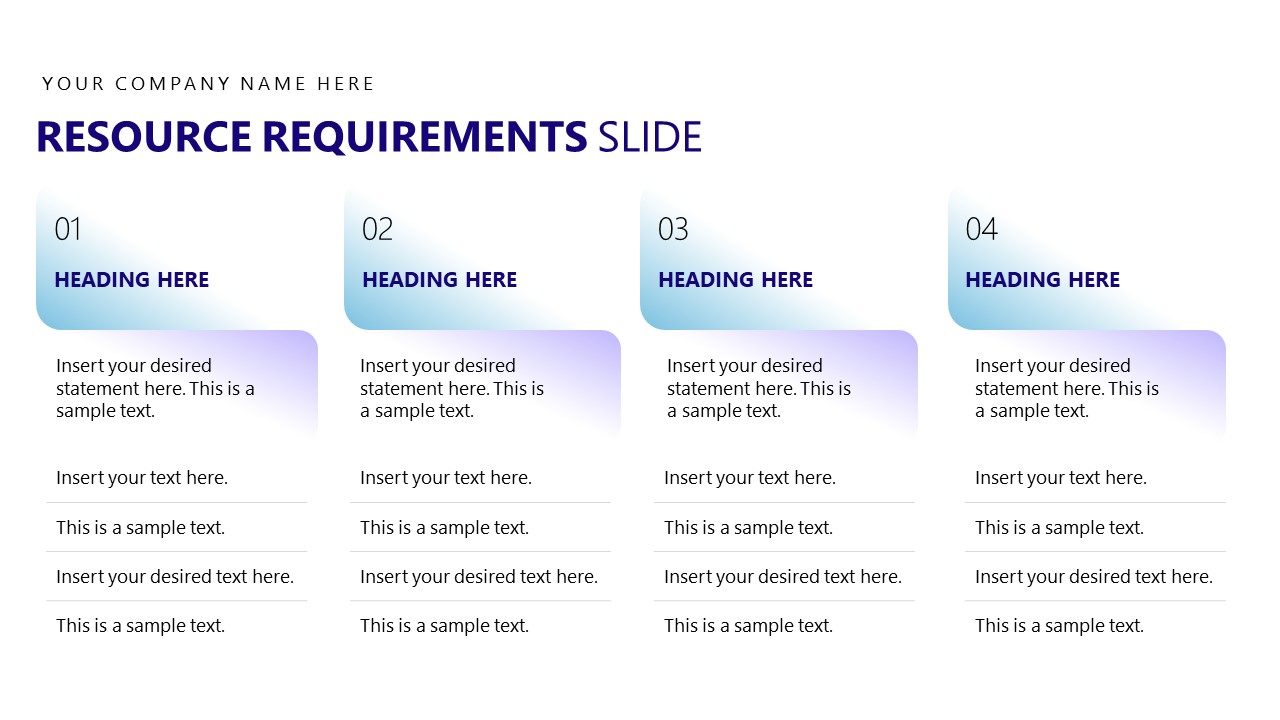 YOUR COMPANY NAME HERE
RESOURCE REQUIREMENTS SLIDE
01
HEADING HERE
Insert your desired
statement here. This is a
sample text.
Insert your text here.
This is a sample text.
Insert your desired text here.
This is a sample text.
02
HEADING HERE
Insert your desired
statement here. This is
a sample text.
Insert your text here.
This is a sample text.
Insert your desired text here.
This is a sample text.
03
HEADING HERE
Insert your desired
statement here. This is
a sample text.
Insert your text here.
This is a sample text.
Insert your desired text here.
This is a sample text.
04
HEADING HERE
Insert your desired
statement here. This is
a sample text.
Insert your text here.
This is a sample text.
Insert your desired text here.
This is a sample text.